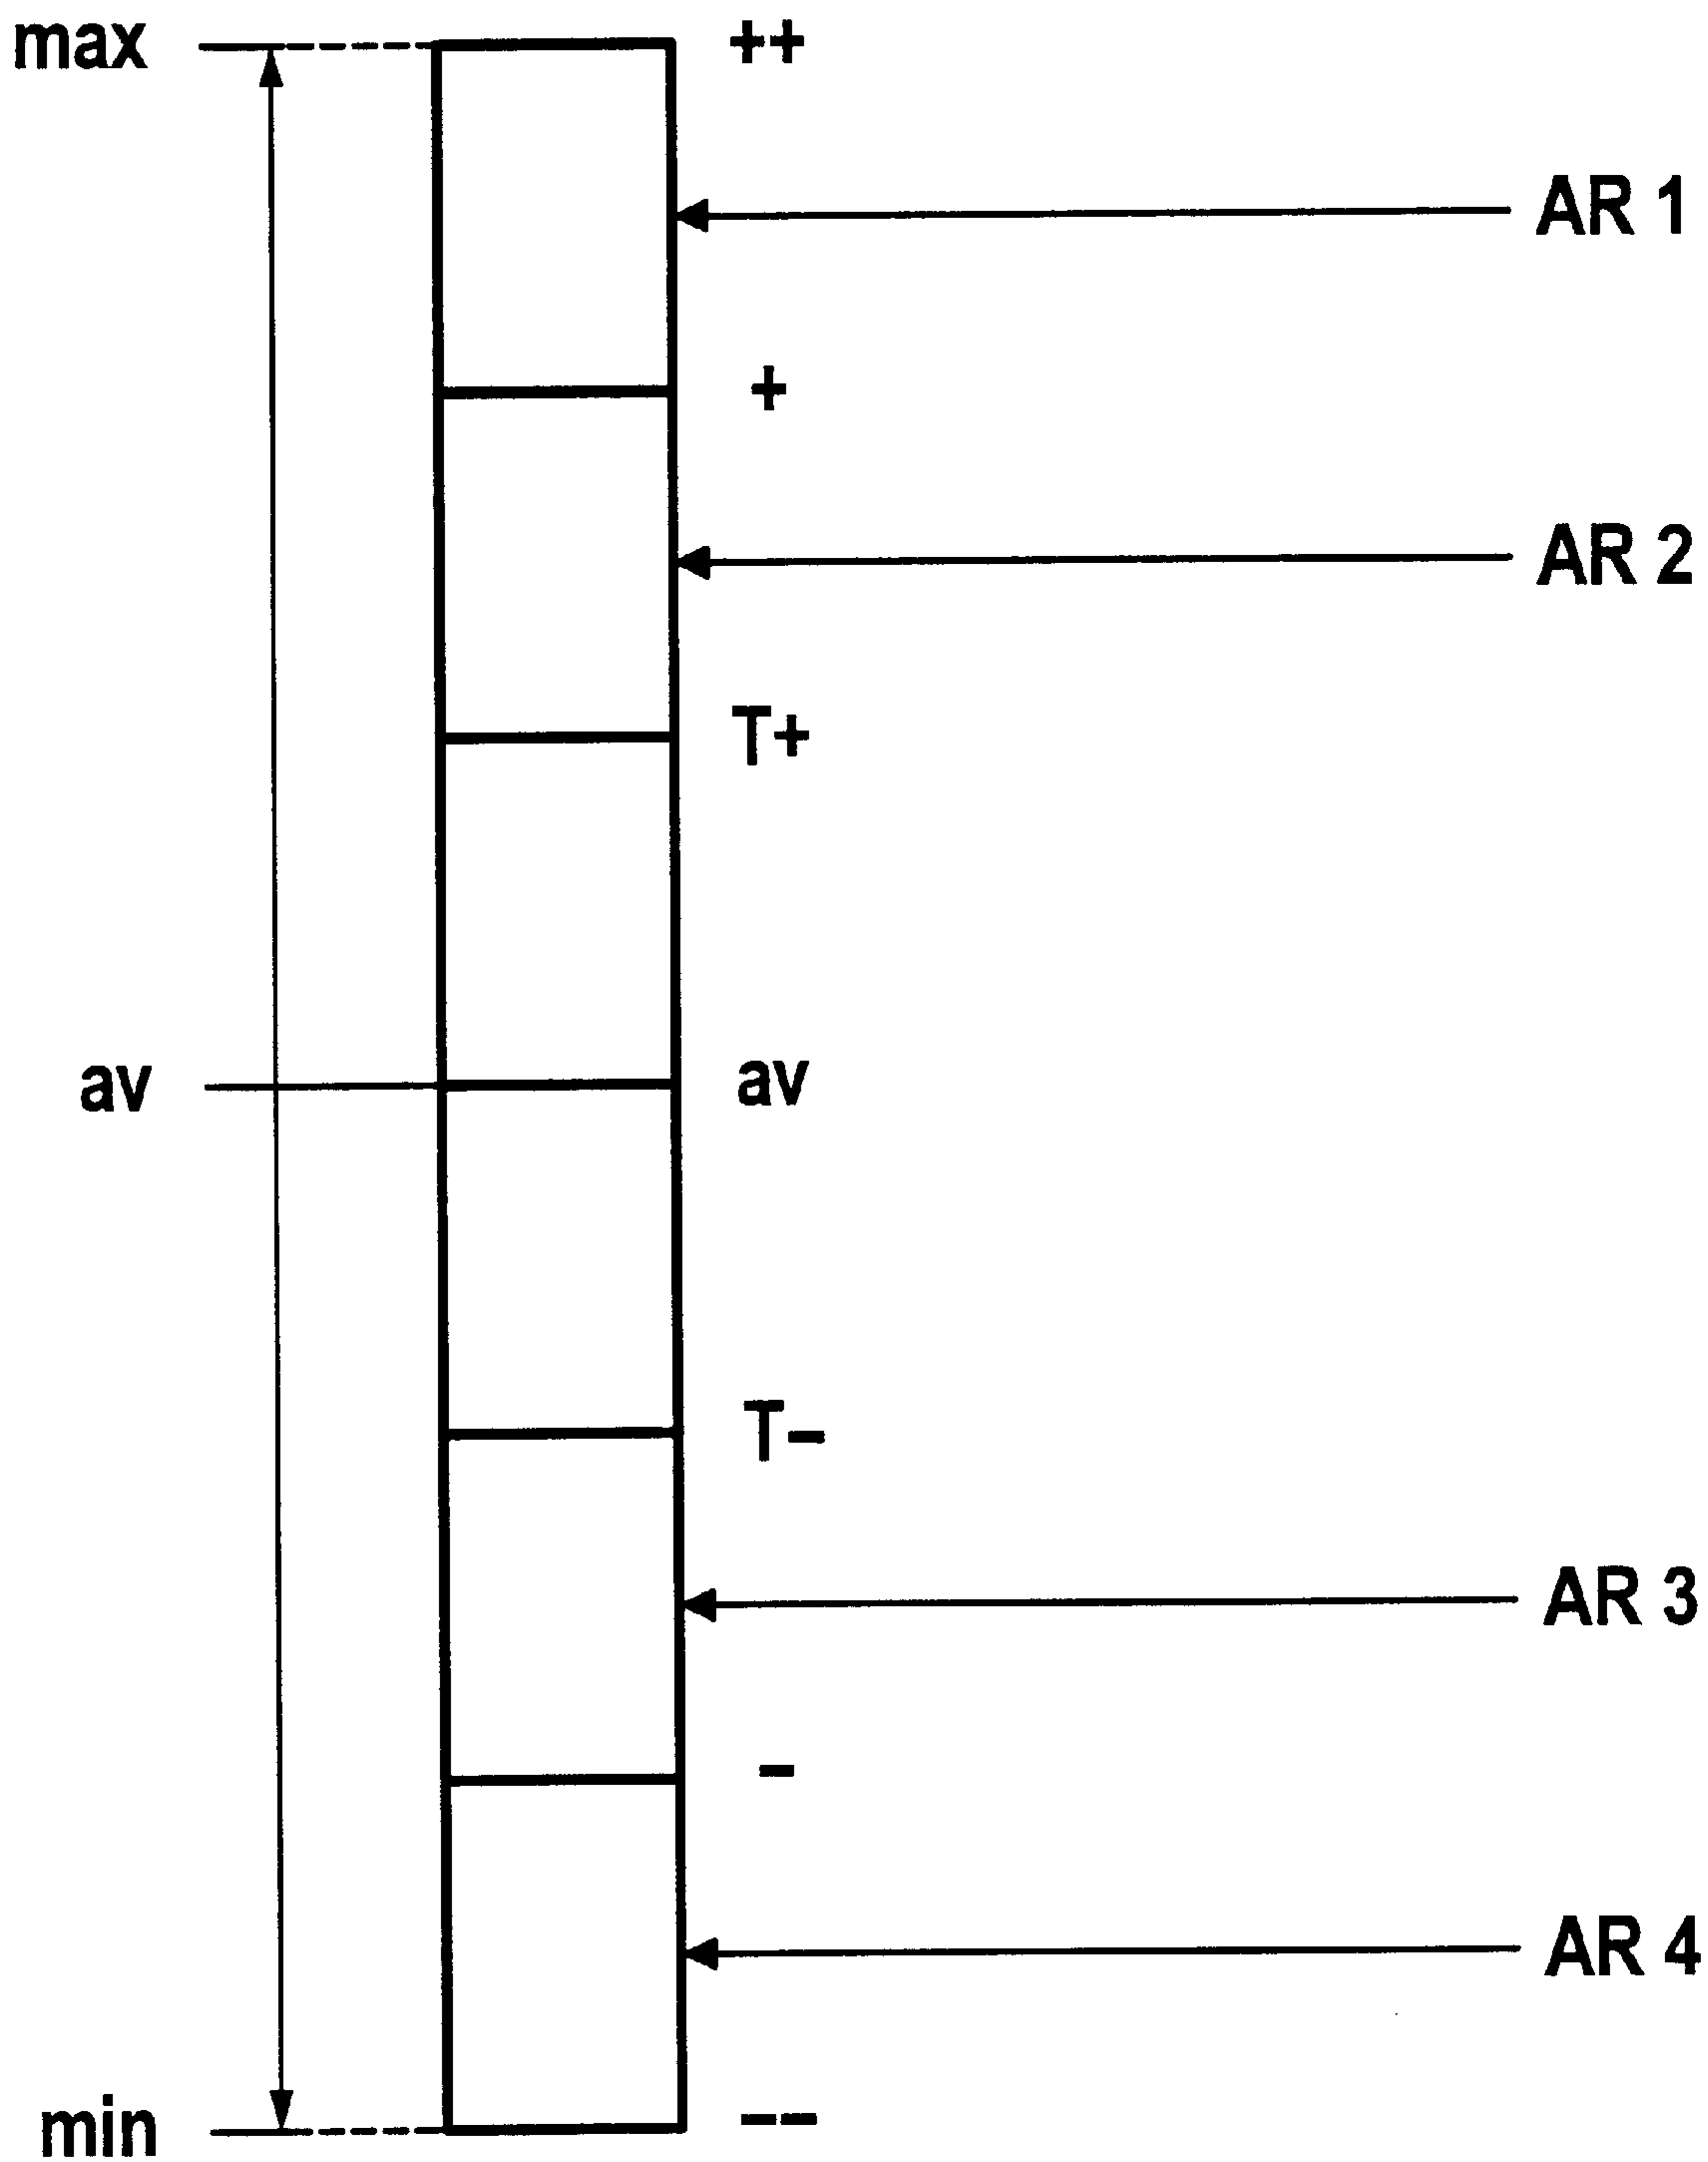 max ++
AR 1
+
AR 2
T+
av av
T–
AR 3
–
AR 4
min ––